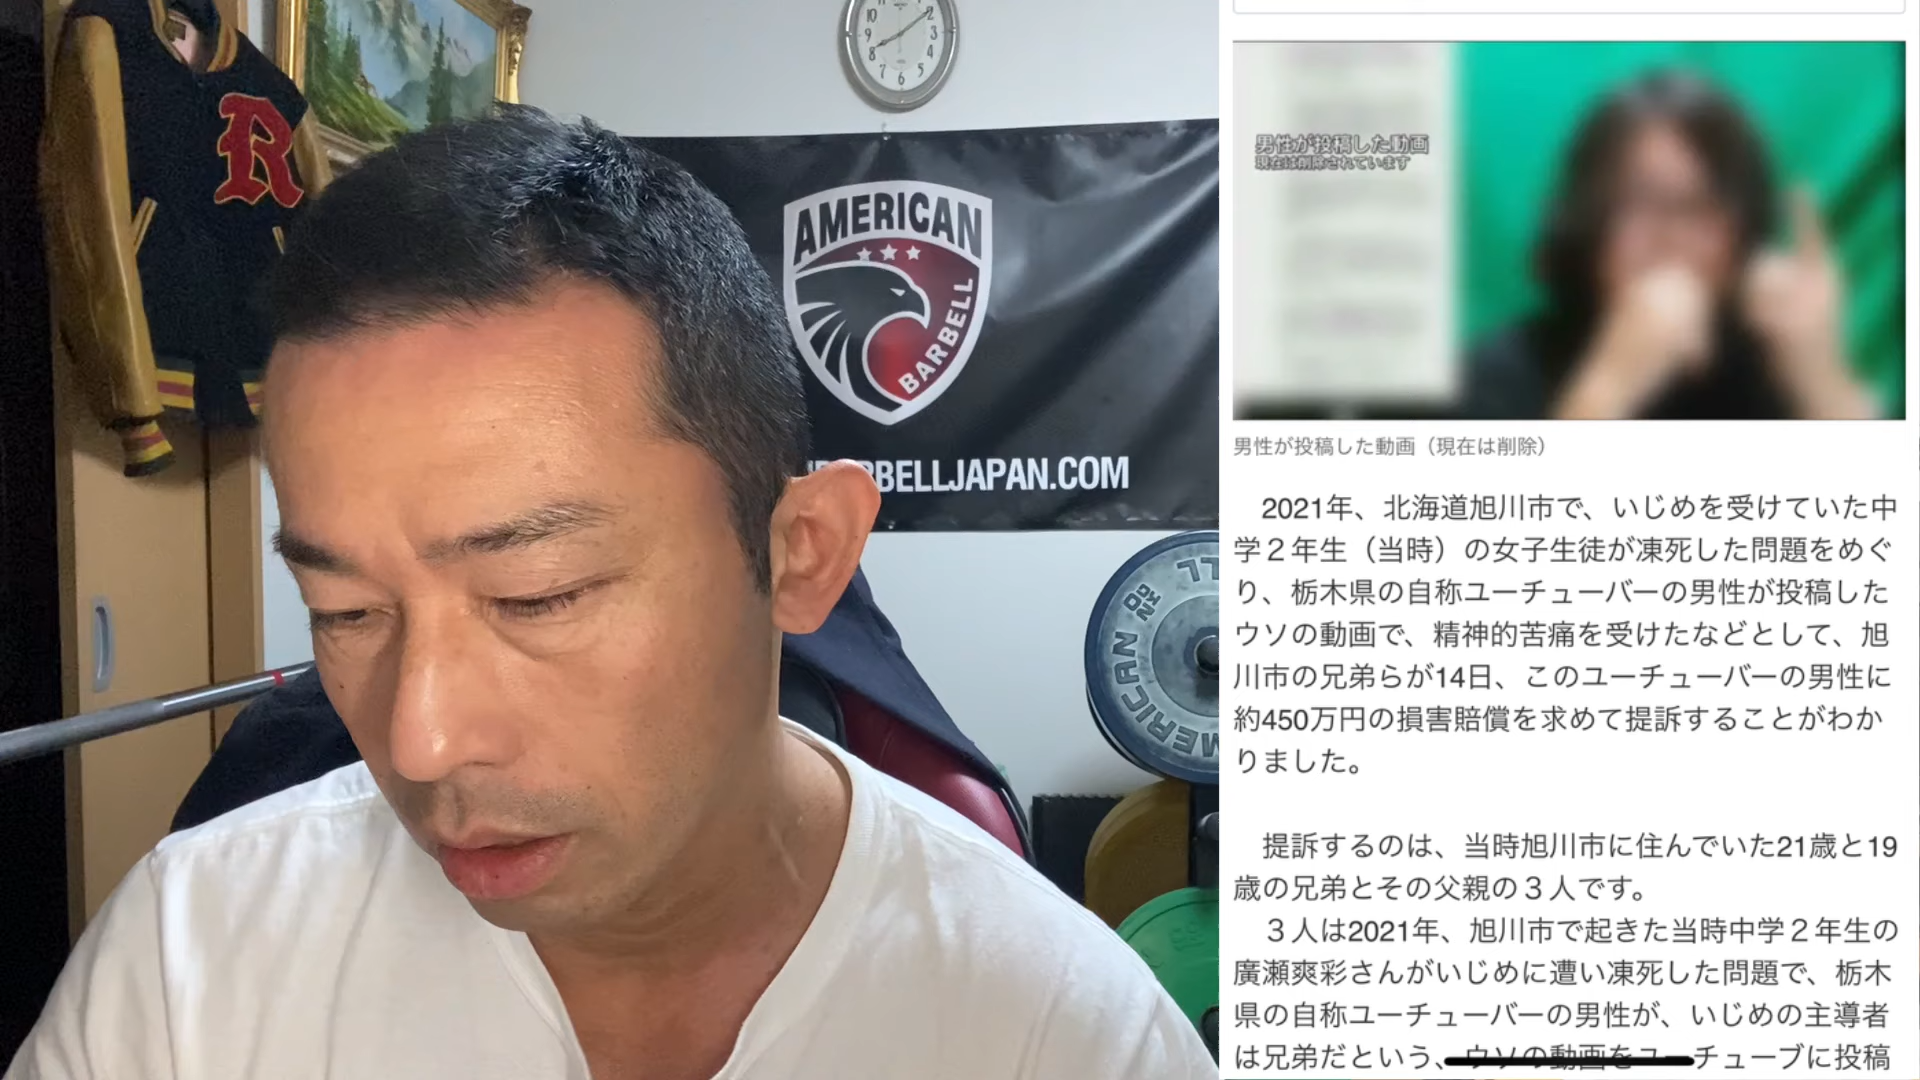 R
10
2
9
3
8
4
7
5
6
AMERICAN
BARBELL
RBELLJAPAN.COM
AMERICAN
男性が投稿した動画
現在は削除されています
男性が投稿した動画（現在は削除）
2021年、北海道旭川市で、いじめを受けていた中
学２年生（当時）の女子生徒が凍死した問題をめぐ
り、栃木県の自称ユーチューバーの男性が投稿した
ウソの動画で、精神的苦痛を受けたなどとして、旭
川市の兄弟らが14日、このユーチューバーの男性に
約450万円の損害賠償を求めて提訴することがわか
りました。
提訴するのは、当時旭川市に住んでいた21歳と19
歳の兄弟とその父親の３人です。
３人は2021年、旭川市で起きた当時中学２年生の
廣瀬爽彩さんがいじめに遭い凍死した問題で、栃木
県の自称ユーチューバーの男性が、いじめの主導者
は兄弟だという、ウソの動画をユーチューブに投稿